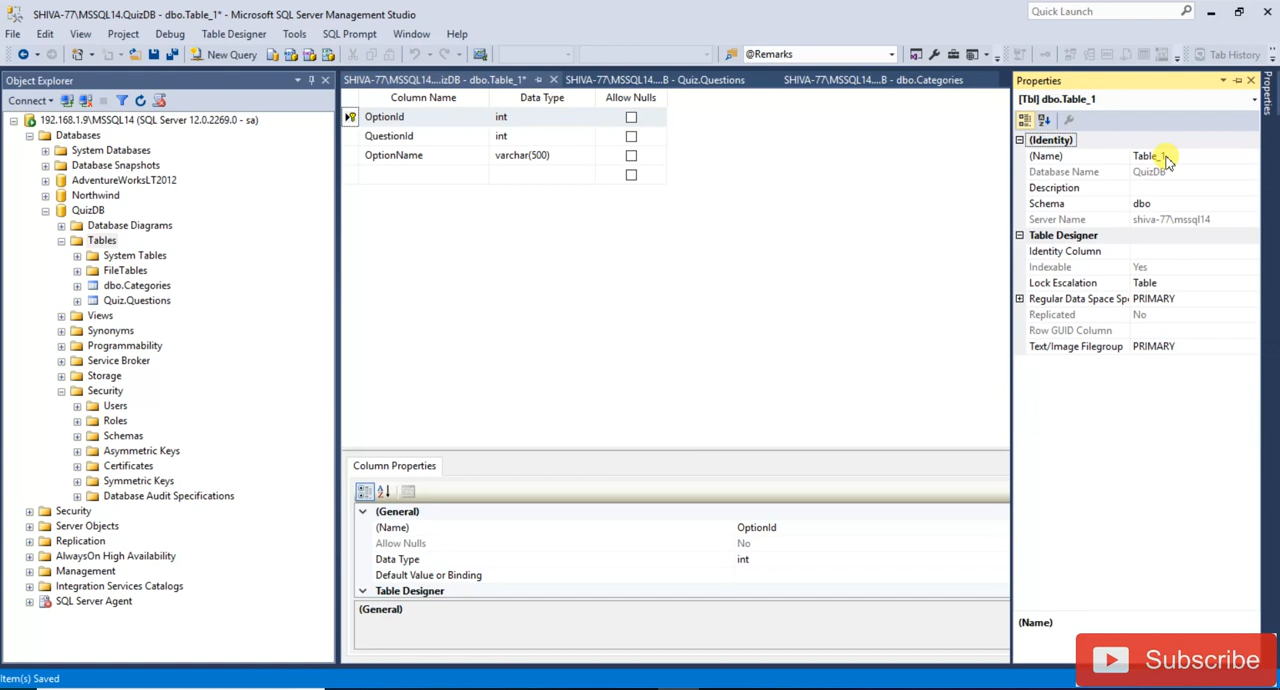 SHIVA-77\MSSQL14.QuizDB - dbo.Table_1* - Microsoft SQL Server Management Studio
Quick Launch
File Edit View Project Debug Table Designer Tools SQL Prompt Window Help
New Query @Remarks Tab History
Object Explorer
Connect
192.168.1.9\MSSQL14 (SQL Server 12.0.2269.0 - sa)
Databases
System Databases
Database Snapshots
AdventureWorksLT2012
Northwind
QuizDB
Database Diagrams
Tables
System Tables
FileTables
dbo.Categories
Quiz.Questions
Views
Synonyms
Programmability
Service Broker
Storage
Security
Users
Roles
Schemas
Asymmetric Keys
Certificates
Symmetric Keys
Database Audit Specifications
Security
Server Objects
Replication
AlwaysOn High Availability
Management
Integration Services Catalogs
SQL Server Agent
SHIVA-77\MSSQL14....izDB - dbo.Table_1* SHIVA-77\MSSQL14....B - Quiz.Questions SHIVA-77\MSSQL14....B - dbo.Categories
Column Name Data Type Allow Nulls
OptionId int
QuestionId int
OptionName varchar(500)
Column Properties
(General)
(Name) OptionId
Allow Nulls No
Data Type int
Default Value or Binding
Table Designer
(General)
Properties
[Tbl] dbo.Table_1
(Identity)
(Name) Table_1
Database Name QuizDB
Description
Schema dbo
Server Name shiva-77\mssql14
Table Designer
Identity Column
Indexable Yes
Lock Escalation Table
Regular Data Space Sp PRIMARY
Replicated No
Row GUID Column
Text/Image Filegroup PRIMARY
(Name)
Properties
Subscribe
Item(s) Saved